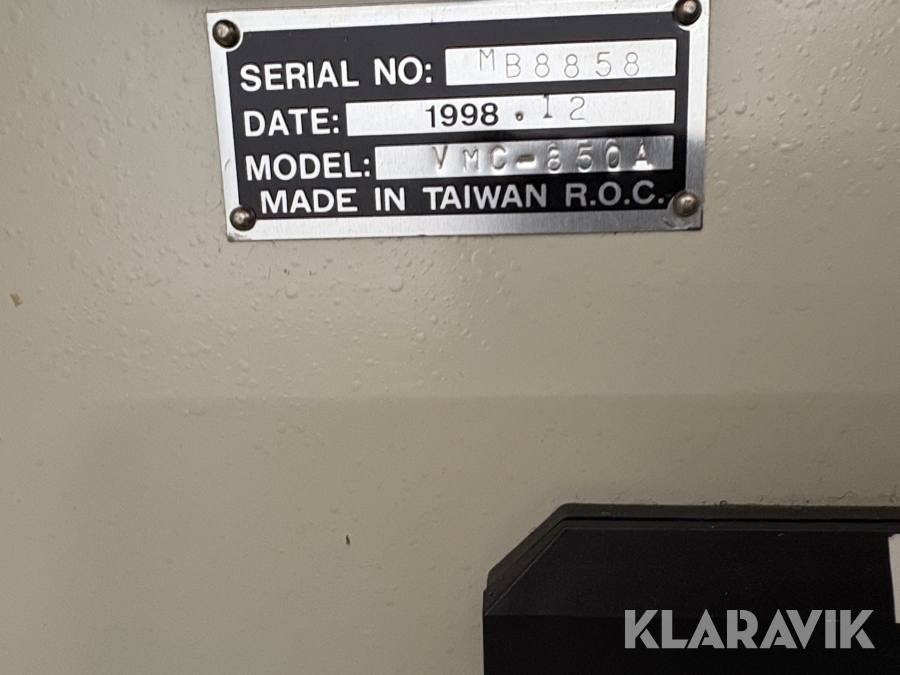 SERIAL NO: MB8858
DATE: 1998.12
MODEL: VMC-850A
MADE IN TAIWAN R.O.C.
KLARAVIK